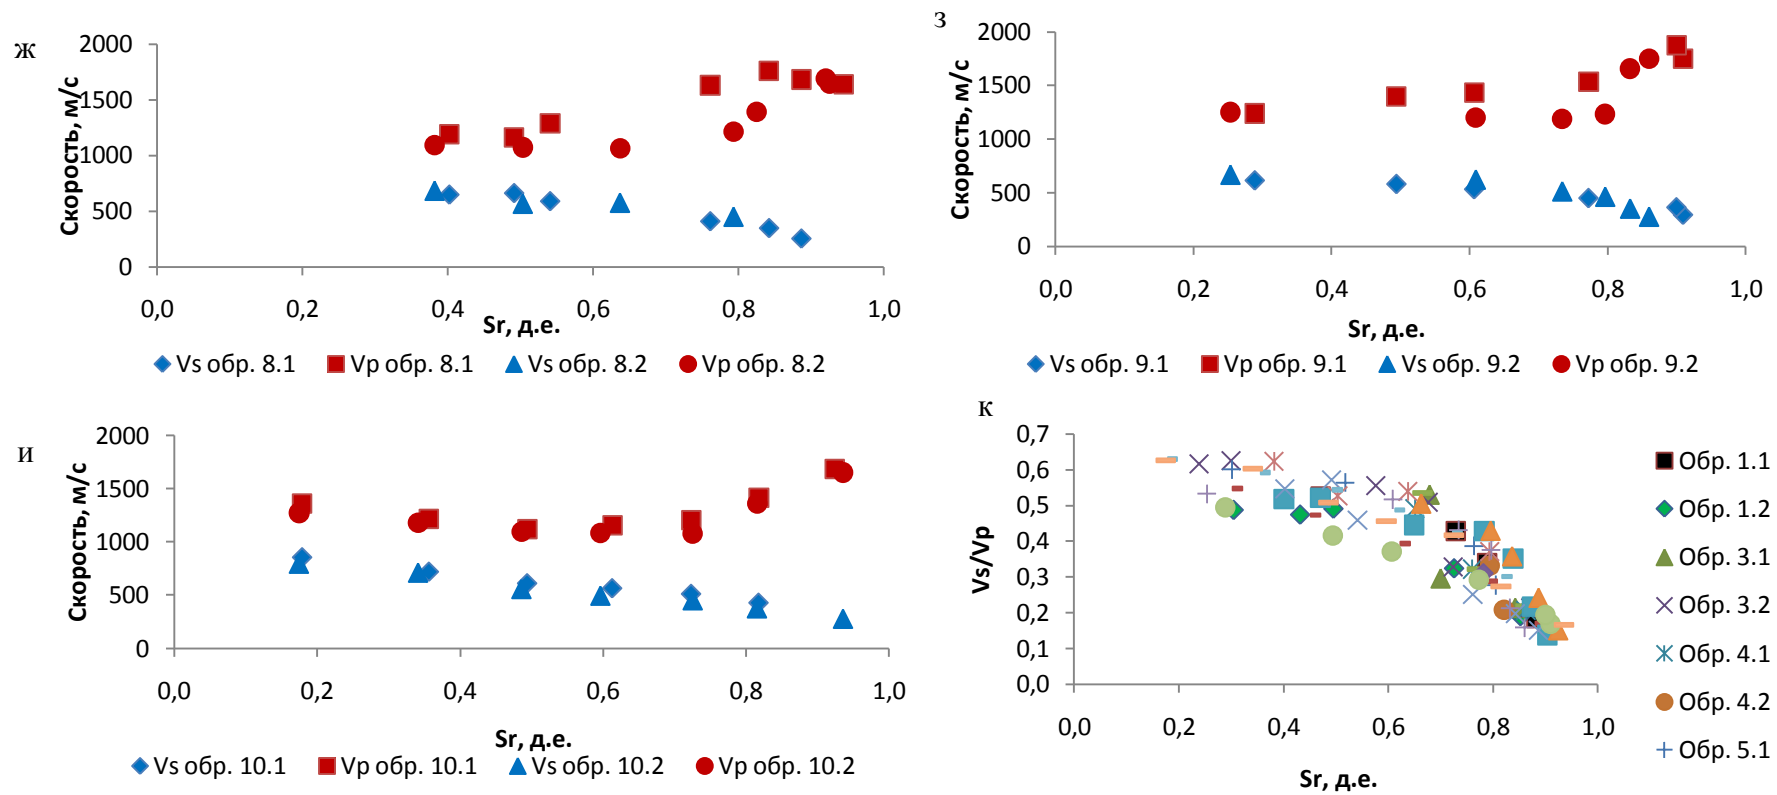 ж
2000
1500
1000
500
0
Скорость, м/с
0,0 0,2 0,4 0,6 0,8 1,0
Sr, д.е.
Vs обр. 8.1 Vp обр. 8.1 Vs обр. 8.2 Vp обр. 8.2
з
2000
1500
1000
500
0
Скорость, м/с
0,0 0,2 0,4 0,6 0,8 1,0
Sr, д.е.
Vs обр. 9.1 Vp обр. 9.1 Vs обр. 9.2 Vp обр. 9.2
и
2000
1500
1000
500
0
Скорость, м/с
0,0 0,2 0,4 0,6 0,8 1,0
Sr, д.е.
Vs обр. 10.1 Vp обр. 10.1 Vs обр. 10.2 Vp обр. 10.2
к
0,7
0,6
0,5
0,4
0,3
0,2
0,1
0,0
Vs/Vp
0,0 0,2 0,4 0,6 0,8 1,0
Sr, д.е.
Обр. 1.1
Обр. 1.2
Обр. 3.1
Обр. 3.2
Обр. 4.1
Обр. 4.2
Обр. 5.1